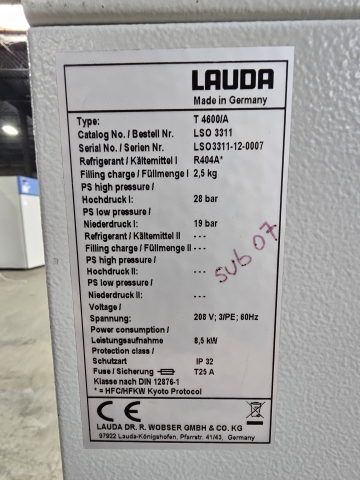 LAUDA
Made in Germany
Type: T 4600/A
Catalog No. / Bestell Nr. LSO 3311
Serial No. / Serien Nr. LSO3311-12-0007
Refrigerant / Kältemittel I R404A*
Filling charge / Füllmenge I 2,5 kg
PS high pressure /
Hochdruck I: 28 bar
PS low pressure /
Niederdruck I: 19 bar
Refrigerant / Kältemittel II ---
Filling charge / Füllmenge II ---
PS high pressure /
Hochdruck II: ---
PS low pressure /
Niederdruck II: ---
Voltage /
Spannung: 208 V; 3/PE; 60Hz
Power consumption /
Leistungsaufnahme 8,5 kW
Protection class /
Schutzart IP 32
Fuse / Sicherung T25 A
Klasse nach DIN 12876-1
* = HFC/HFKW Kyoto Protocol
sub 07
CE
LAUDA DR. R. WOBSER GMBH & CO. KG
97922 Lauda-Königshofen, Pfarrstr. 41/43, Germany